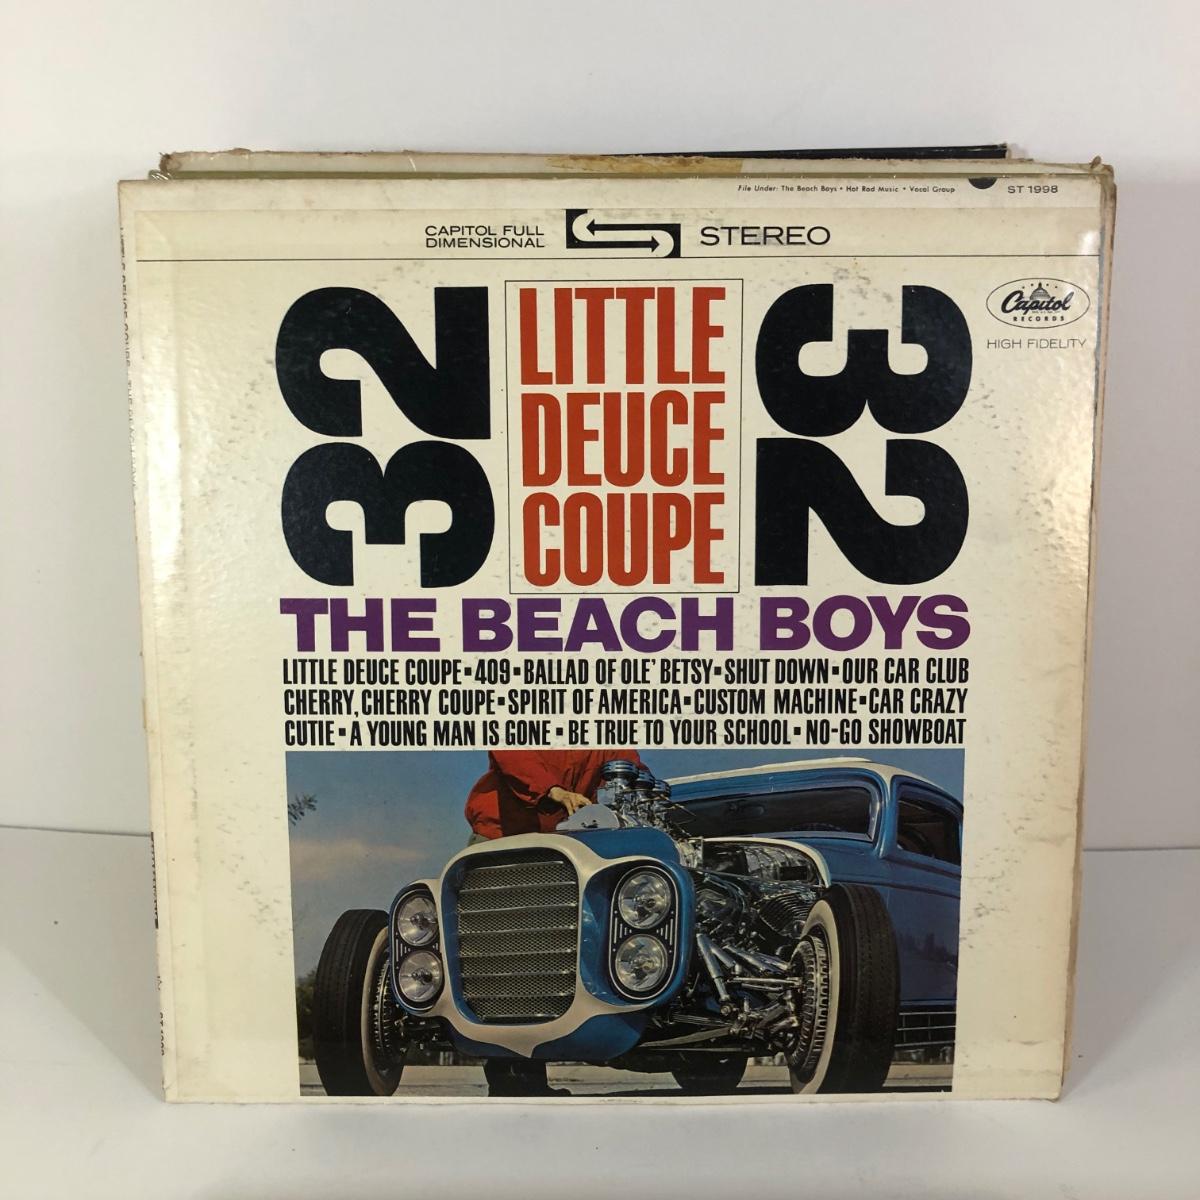 File Under: The Beach Boys • Hot Rod Music • Vocal Group
ST 1998
CAPITOL FULL
DIMENSIONAL
STEREO
32
LITTLE
DEUCE
COUPE
32
Capitol
RECORDS
HIGH FIDELITY
THE BEACH BOYS
LITTLE DEUCE COUPE▪409▪BALLAD OF OLE' BETSY▪SHUT DOWN▪OUR CAR CLUB
CHERRY, CHERRY COUPE▪SPIRIT OF AMERICA▪CUSTOM MACHINE▪CAR CRAZY
CUTIE▪A YOUNG MAN IS GONE▪BE TRUE TO YOUR SCHOOL▪NO-GO SHOWBOAT